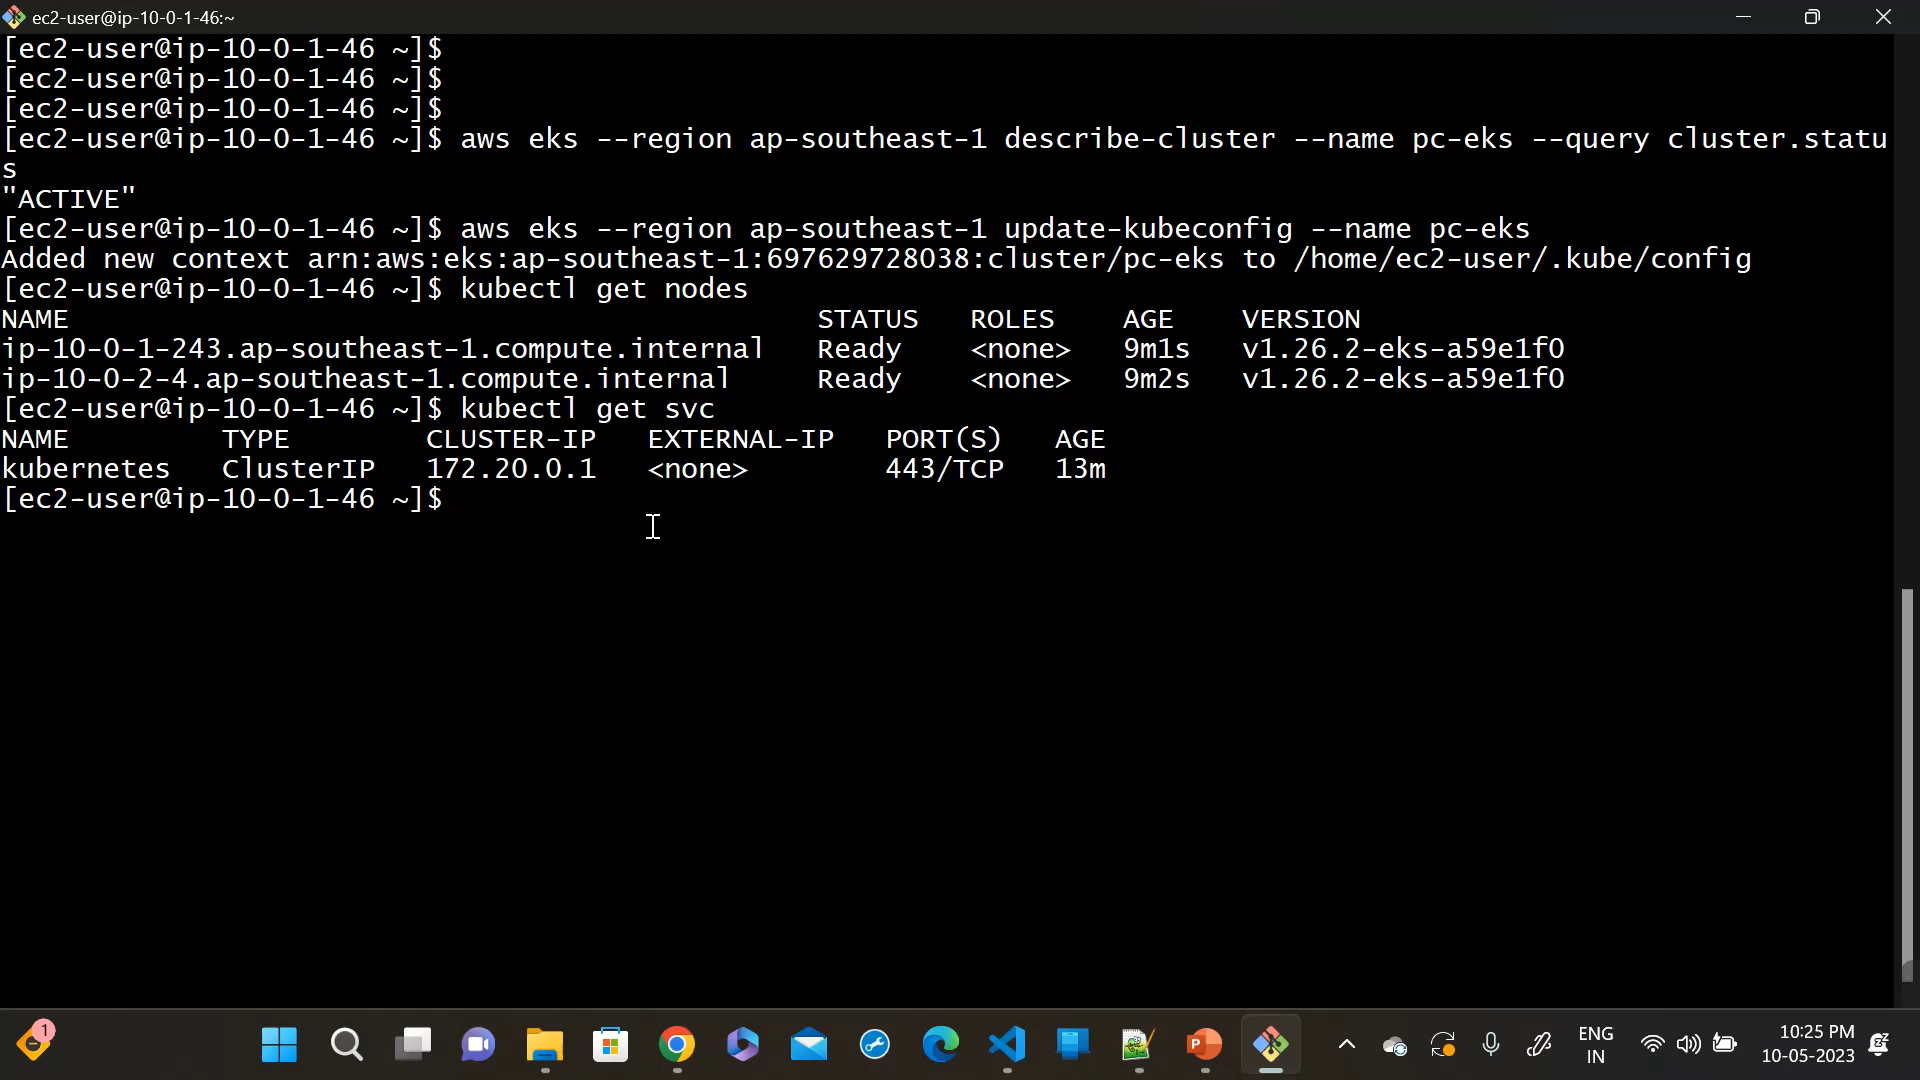 ec2-user@ip-10-0-1-46:~
[ec2-user@ip-10-0-1-46 ~]$
[ec2-user@ip-10-0-1-46 ~]$
[ec2-user@ip-10-0-1-46 ~]$
[ec2-user@ip-10-0-1-46 ~]$ aws eks --region ap-southeast-1 describe-cluster --name pc-eks --query cluster.statu
s
"ACTIVE"
[ec2-user@ip-10-0-1-46 ~]$ aws eks --region ap-southeast-1 update-kubeconfig --name pc-eks
Added new context arn:aws:eks:ap-southeast-1:697629728038:cluster/pc-eks to /home/ec2-user/.kube/config
[ec2-user@ip-10-0-1-46 ~]$ kubectl get nodes
NAME STATUS ROLES AGE VERSION
ip-10-0-1-243.ap-southeast-1.compute.internal Ready <none> 9m1s v1.26.2-eks-a59e1f0
ip-10-0-2-4.ap-southeast-1.compute.internal Ready <none> 9m2s v1.26.2-eks-a59e1f0
[ec2-user@ip-10-0-1-46 ~]$ kubectl get svc
NAME TYPE CLUSTER-IP EXTERNAL-IP PORT(S) AGE
kubernetes ClusterIP 172.20.0.1 <none> 443/TCP 13m
[ec2-user@ip-10-0-1-46 ~]$
1
P
ENG
IN
10:25 PM
10-05-2023